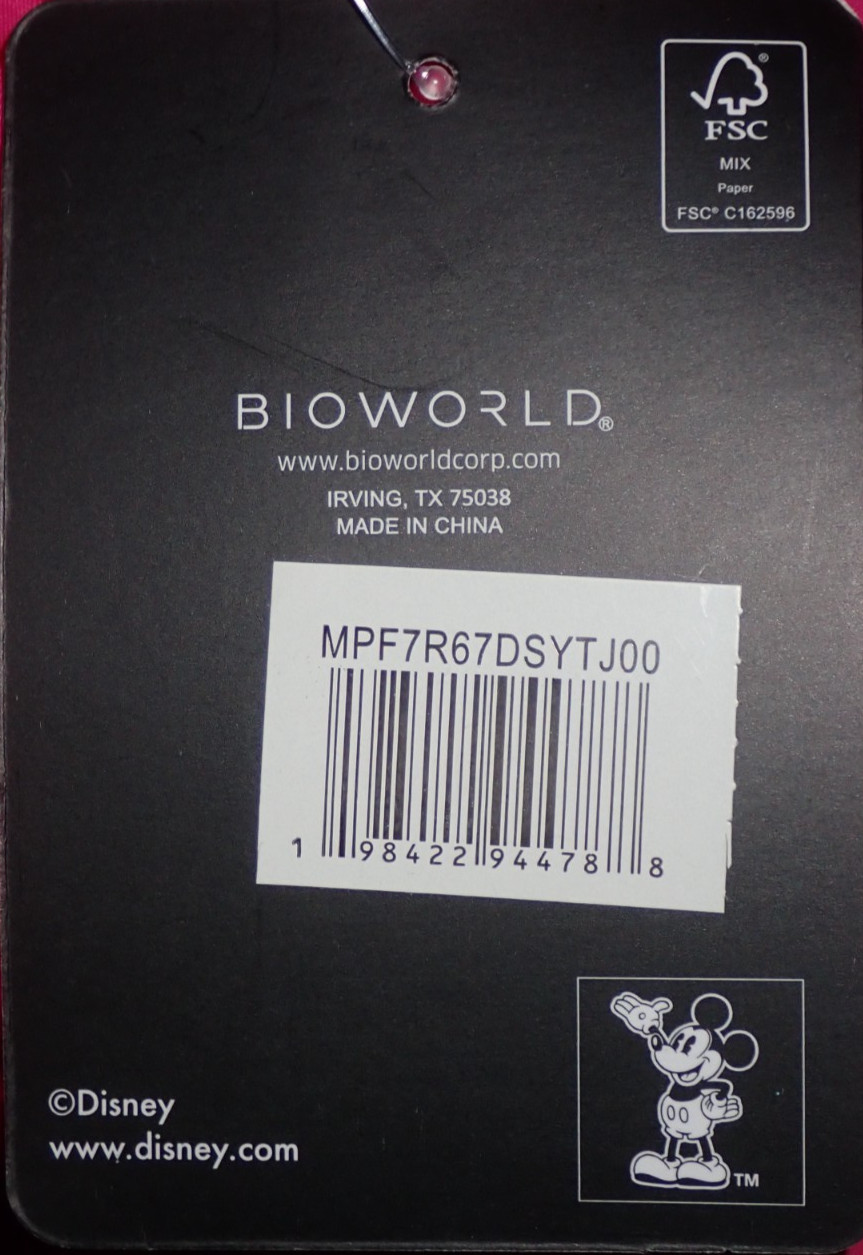 ®
FSC
MIX
Paper
FSC® C162596
BIOWORLD®
www.bioworldcorp.com
IRVING, TX 75038
MADE IN CHINA
MPF7R67DSYTJ00
1 98422 94478 8
©Disney
www.disney.com
TM